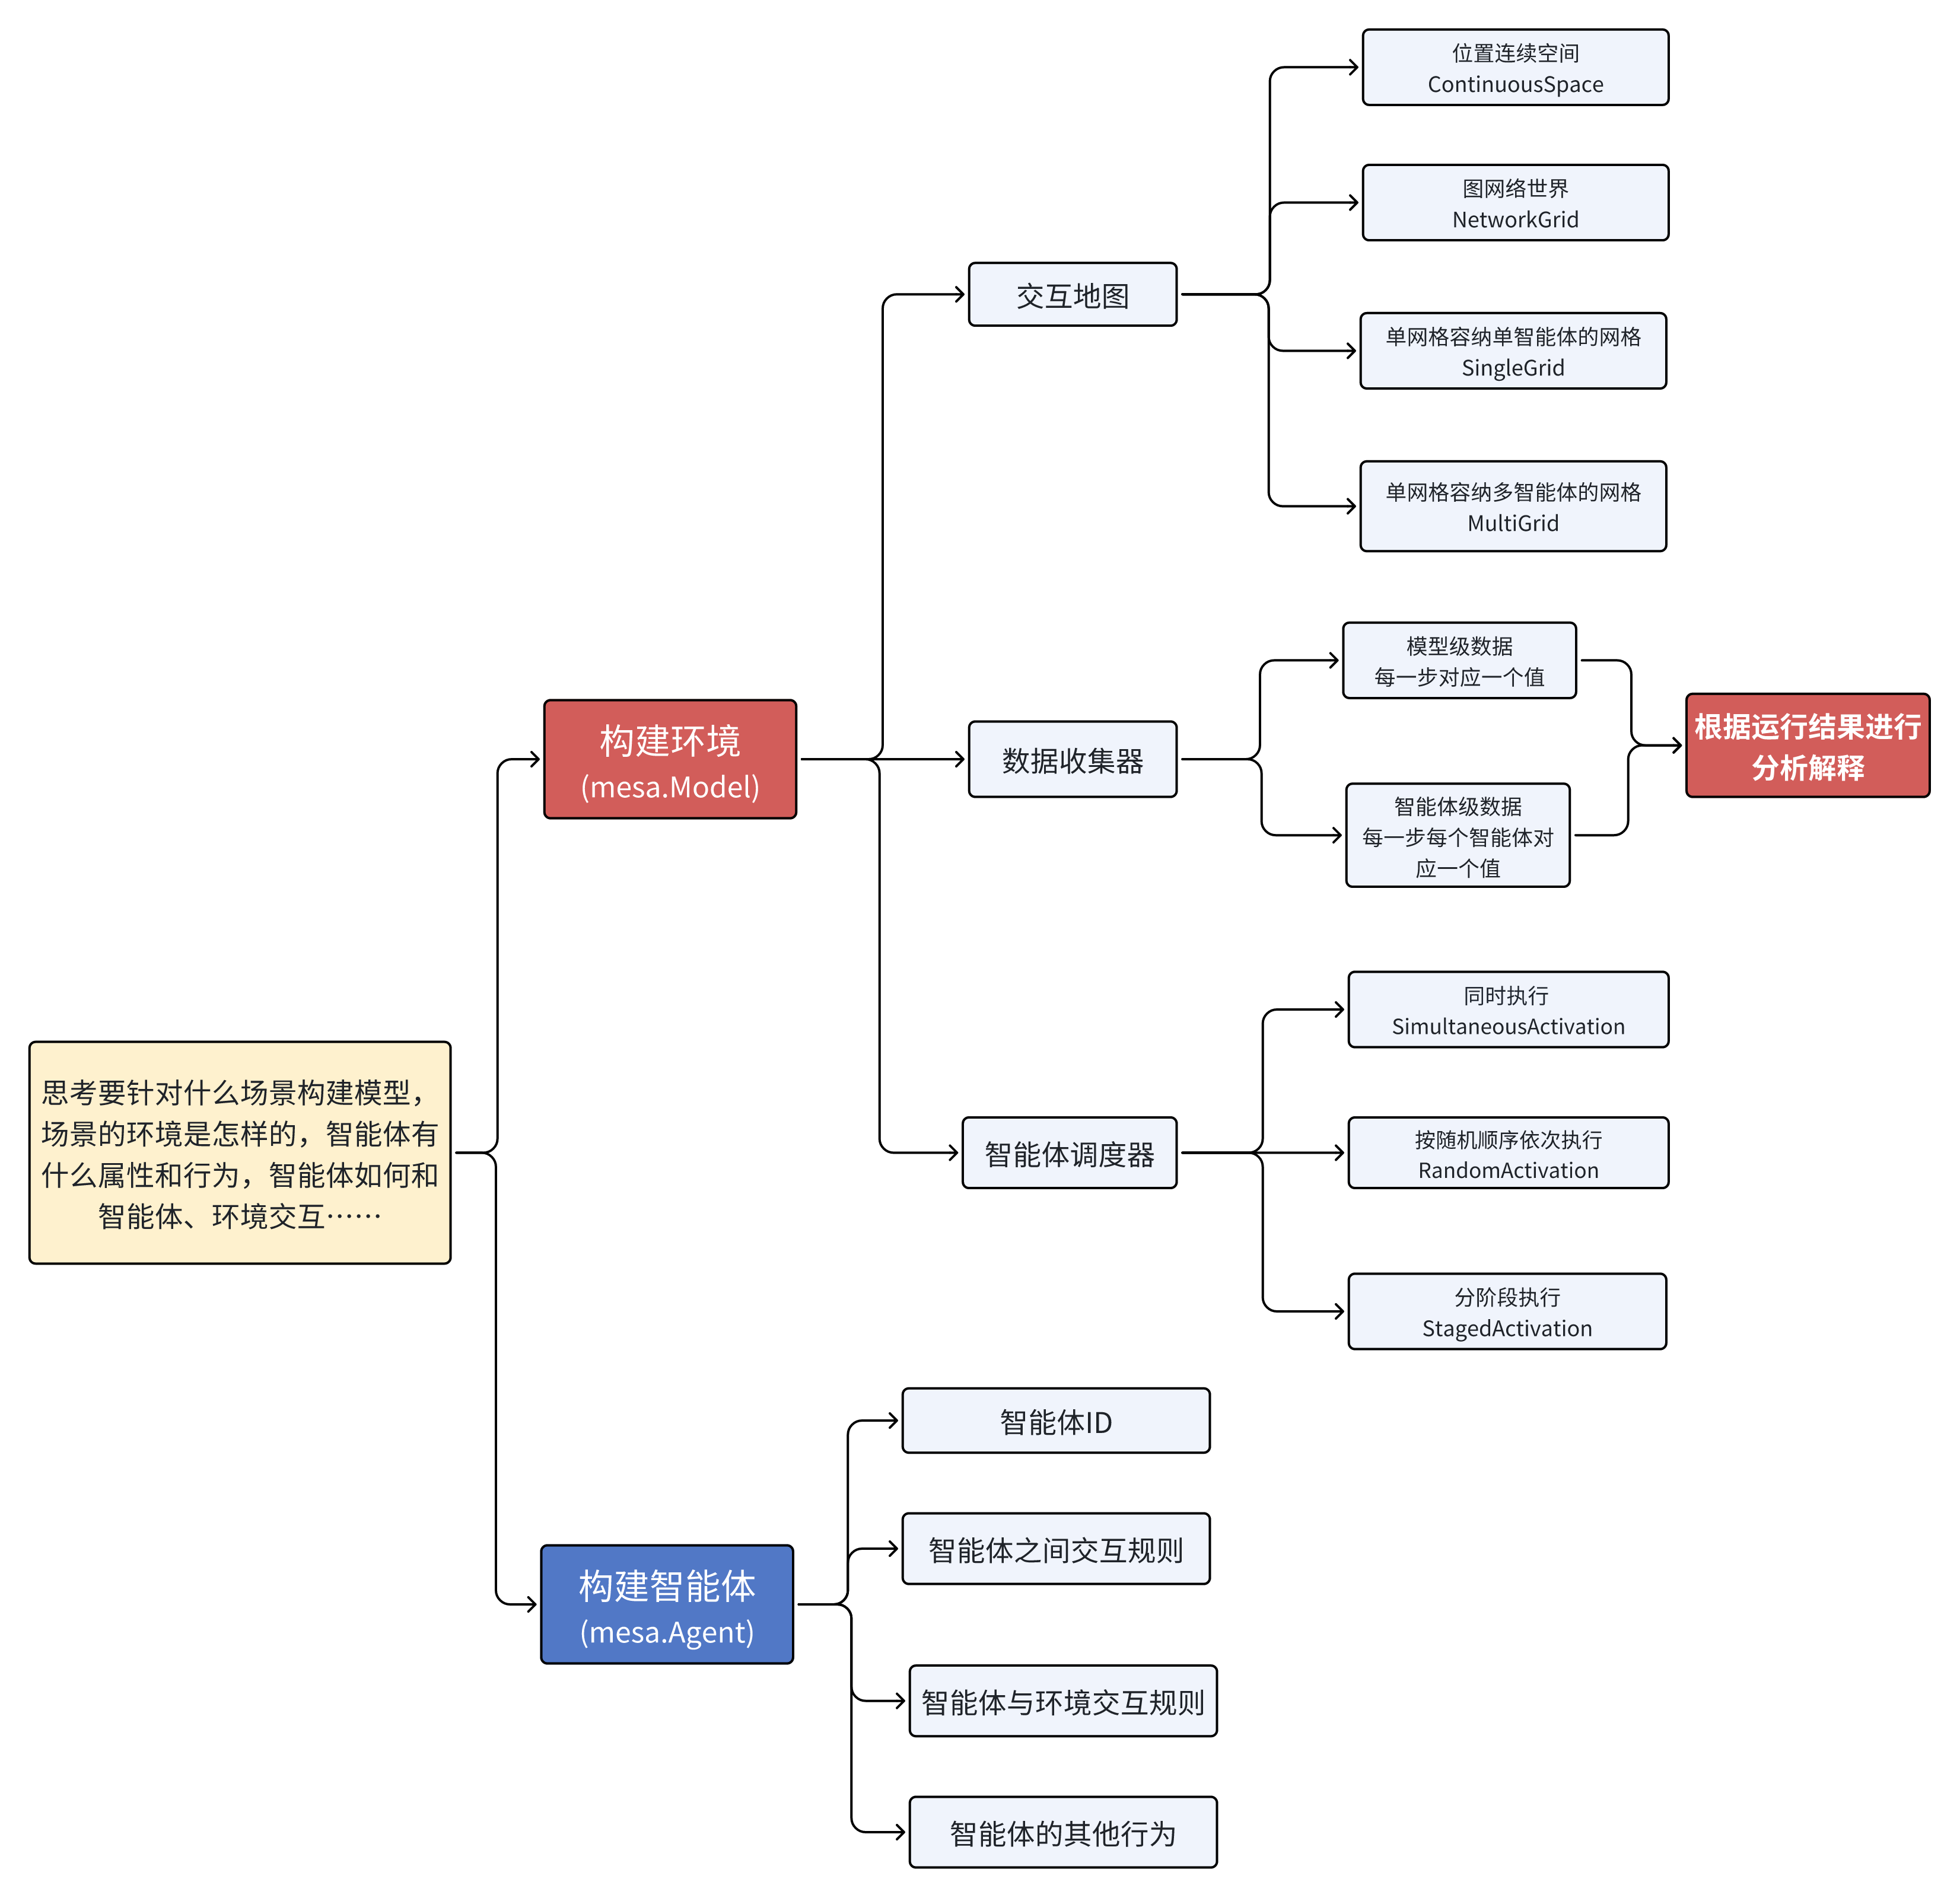 位置连续空间
ContinuousSpace
图网络世界
NetworkGrid
交互地图
单网格容纳单智能体的网格
SingleGrid
单网格容纳多智能体的网格
MultiGrid
模型级数据
每一步对应一个值
构建环境
(mesa.Model)
数据收集器
根据运行结果进行
分析解释
智能体级数据
每一步每个智能体对
应一个值
同时执行
SimultaneousActivation
思考要针对什么场景构建模型，
场景的环境是怎样的，智能体有
什么属性和行为，智能体如何和
智能体、环境交互……
智能体调度器
按随机顺序依次执行
RandomActivation
分阶段执行
StagedActivation
智能体ID
智能体之间交互规则
构建智能体
(mesa.Agent)
智能体与环境交互规则
智能体的其他行为